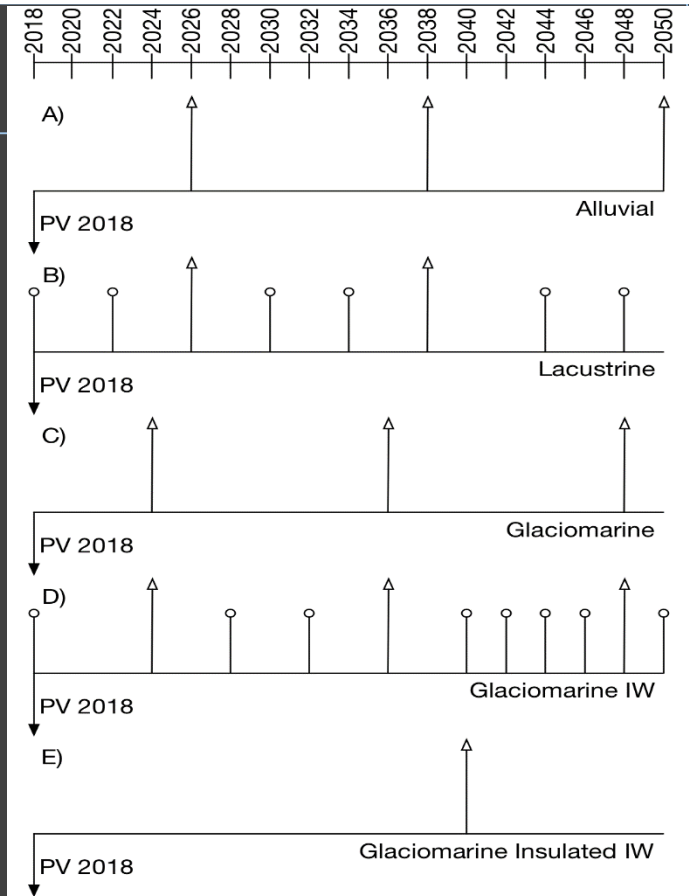 2018 2020 2022 2024 2026 2028 2030 2032 2034 2036 2038 2040 2042 2044 2046 2048 2050
A)
Alluvial
PV 2018
B)
Lacustrine
PV 2018
C)
Glaciomarine
PV 2018
D)
Glaciomarine IW
PV 2018
E)
Glaciomarine Insulated IW
PV 2018